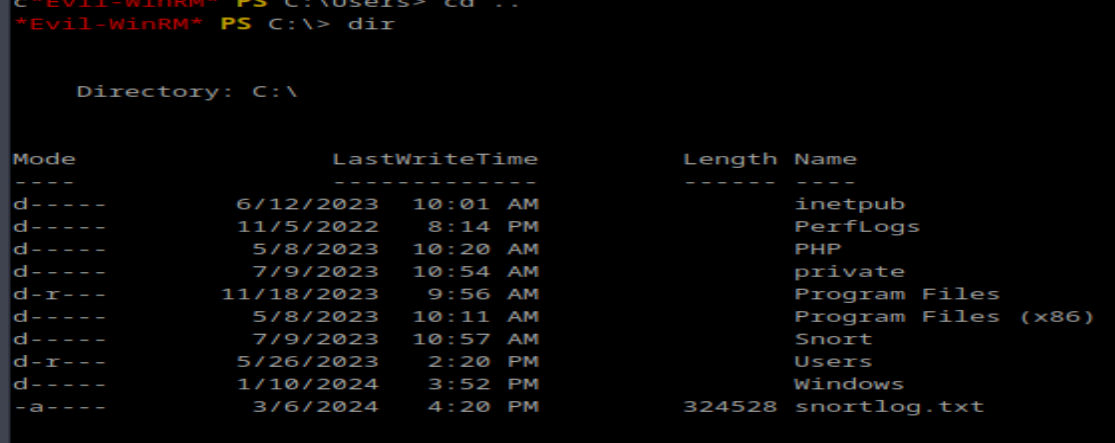 c*Evil-WinRM* PS C:\Users> cd ..
*Evil-WinRM* PS C:\> dir
Directory: C:\
Mode LastWriteTime Length Name
---- ------------- ------ ----
d----- 6/12/2023 10:01 AM inetpub
d----- 11/5/2022 8:14 PM PerfLogs
d----- 5/8/2023 10:20 AM PHP
d----- 7/9/2023 10:54 AM private
d-r--- 11/18/2023 9:56 AM Program Files
d----- 5/8/2023 10:11 AM Program Files (x86)
d----- 7/9/2023 10:57 AM Snort
d-r--- 5/26/2023 2:20 PM Users
d----- 1/10/2024 3:52 PM Windows
-a---- 3/6/2024 4:20 PM 324528 snortlog.txt